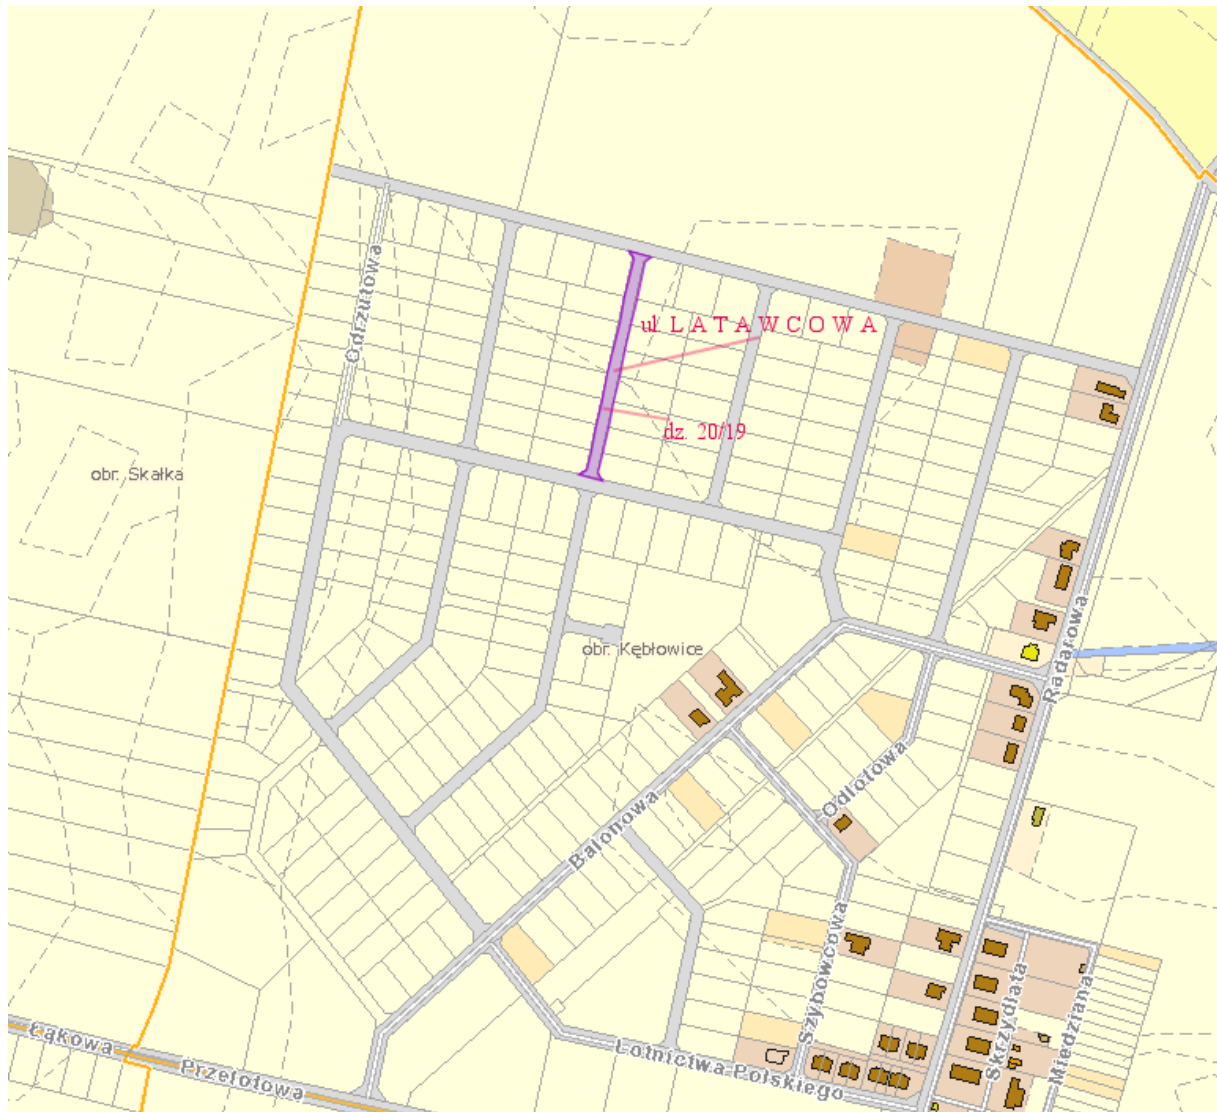 Odrzutowa
ul L A T A W C O W A
dz. 20/19
obr. Skałka
obr. Kębłowice
Radarowa
Odlotowa
Balonowa
Szybowcowa
Skrzydlata
Miedziana
Łąkowa
Przelotowa
Lotnictwa Polskiego